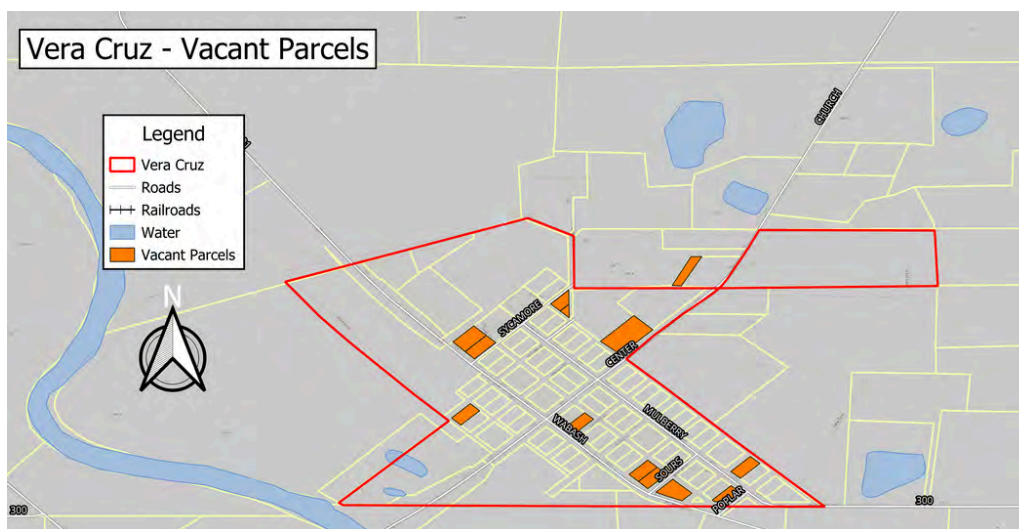 Vera Cruz - Vacant Parcels
Legend
Vera Cruz
Roads
Railroads
Water
Vacant Parcels
N
CHURCH
SYCAMORE
CENTER
WABASH
MULBERRY
SOURS
POPLAR
300
300